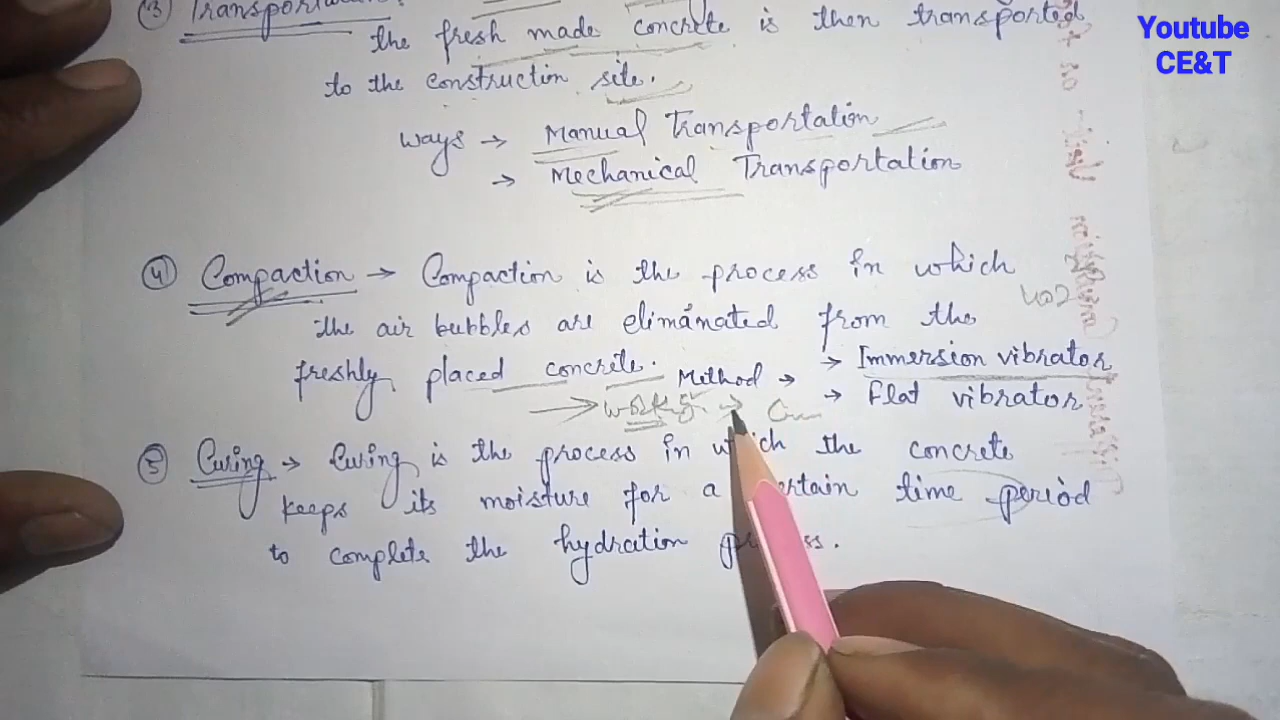 (3) Transportation
the fresh made concrete is then transported
to the construction site.
ways → Manual Transportation
→ Mechanical Transportation
(4) Compaction → Compaction is the process in which
the air bubbles are elimanated from the
freshly placed concrete. Method → → Immersion vibrator
→ flat vibrator
(5) Curing → Curing is the process in which the concrete
keeps its moisture for a certain time period
to complete the hydration process.
Youtube
CE&T